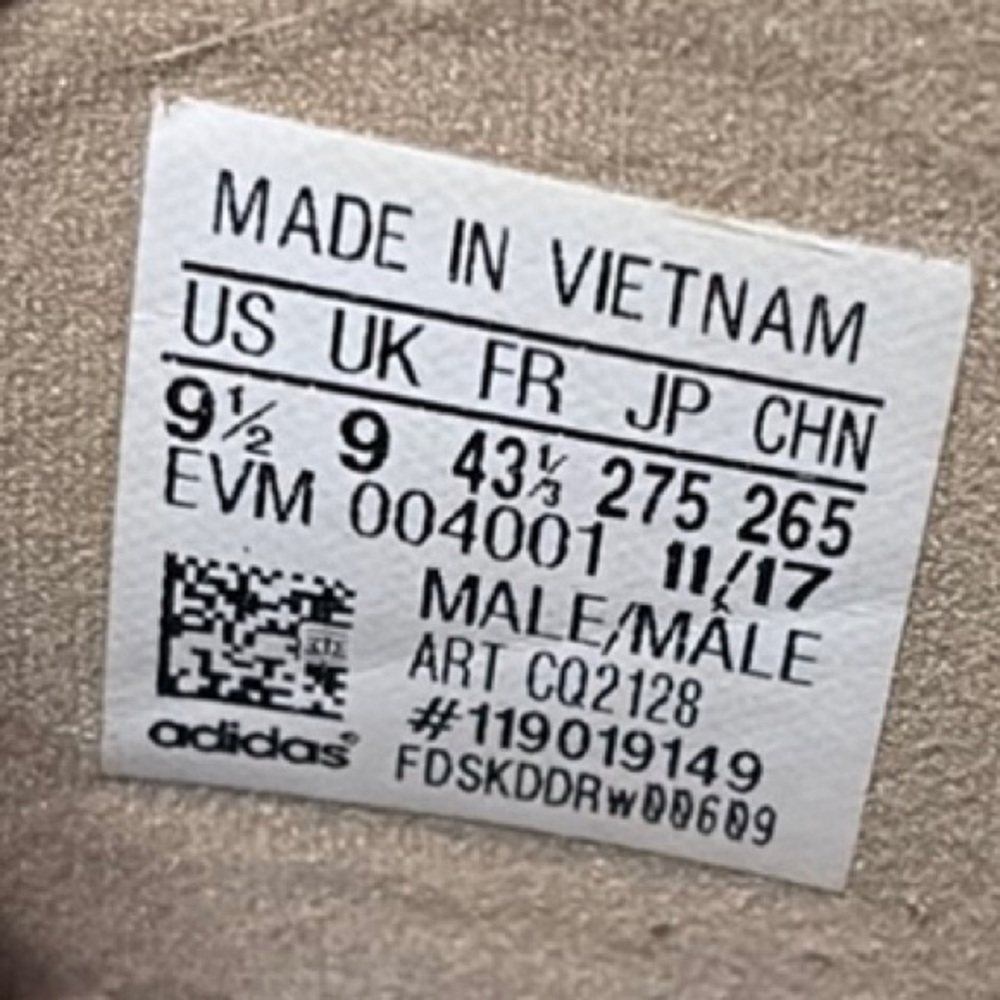 MADE IN VIETNAM
US UK FR JP CHN
9½ 9 43⅓ 275 265
EVM 004001 11/17
MALE/MÂLE
ART CQ2128
#119019149
adidas®
FDSKDDRw00609